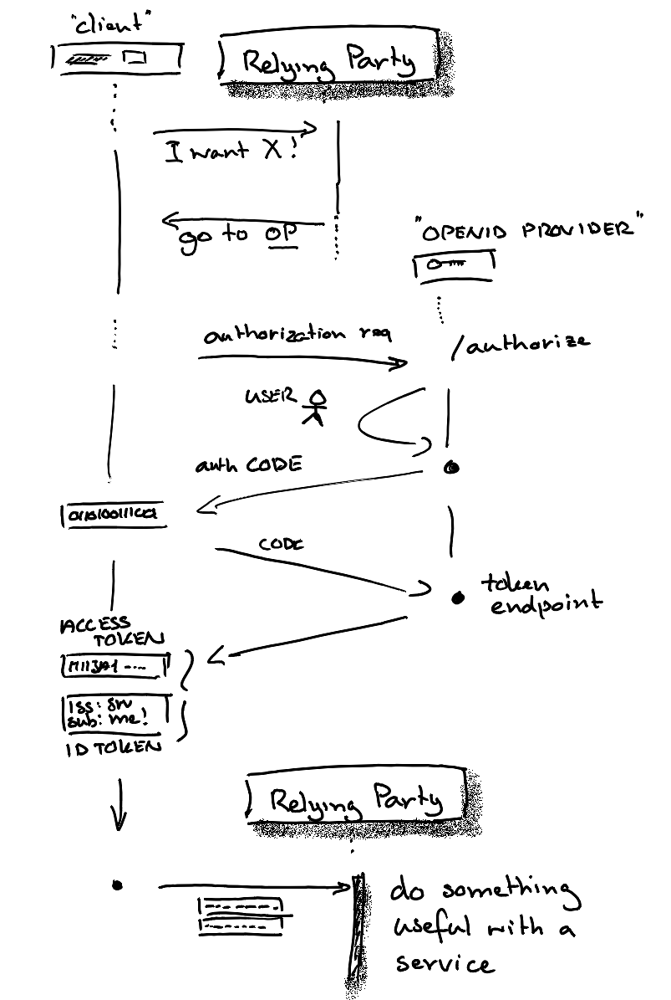 "client"
Relying Party
I want X!
go to OP
"OPENID PROVIDER"
authorization req
/authorize
USER
auth CODE
CODE
token
endpoint
ACCESS
TOKEN
iss: srv
sub: me!
ID TOKEN
Relying Party
do something
useful with a
service